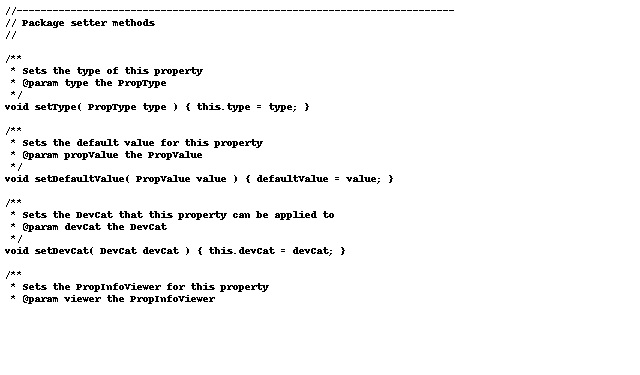 //-------------------------------------------------------------------------
// Package setter methods
//

/**
 * Sets the type of this property
 * @param type the PropType
 */
void setType( PropType type ) { this.type = type; }

/**
 * Sets the default value for this property
 * @param propValue the PropValue
 */
void setDefaultValue( PropValue value ) { defaultValue = value; }

/**
 * Sets the DevCat that this property can be applied to
 * @param devCat the DevCat
 */
void setDevCat( DevCat devCat ) { this.devCat = devCat; }

/**
 * Sets the PropInfoViewer for this property
 * @param viewer the PropInfoViewer